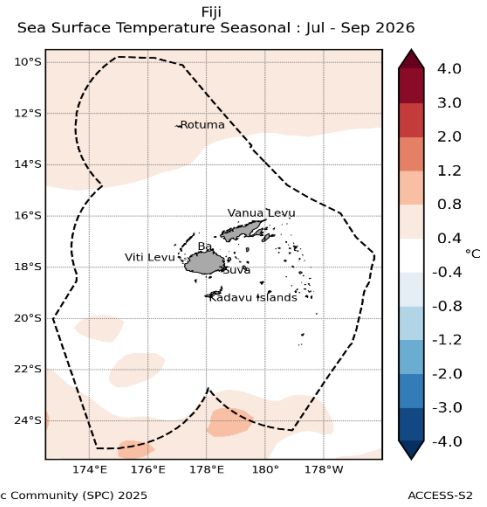 Fiji
Sea Surface Temperature Seasonal : Jul - Sep 2026
10°S
12°S
14°S
16°S
18°S
20°S
22°S
24°S
Rotuma
Vanua Levu
Ba
Viti Levu
Suva
Kadavu Islands
174°E
176°E
178°E
180°
178°W
4.0
3.0
2.0
1.2
0.8
0.4
-0.4
-0.8
-1.2
-2.0
-3.0
-4.0
°C
c Community (SPC) 2025
ACCESS-S2